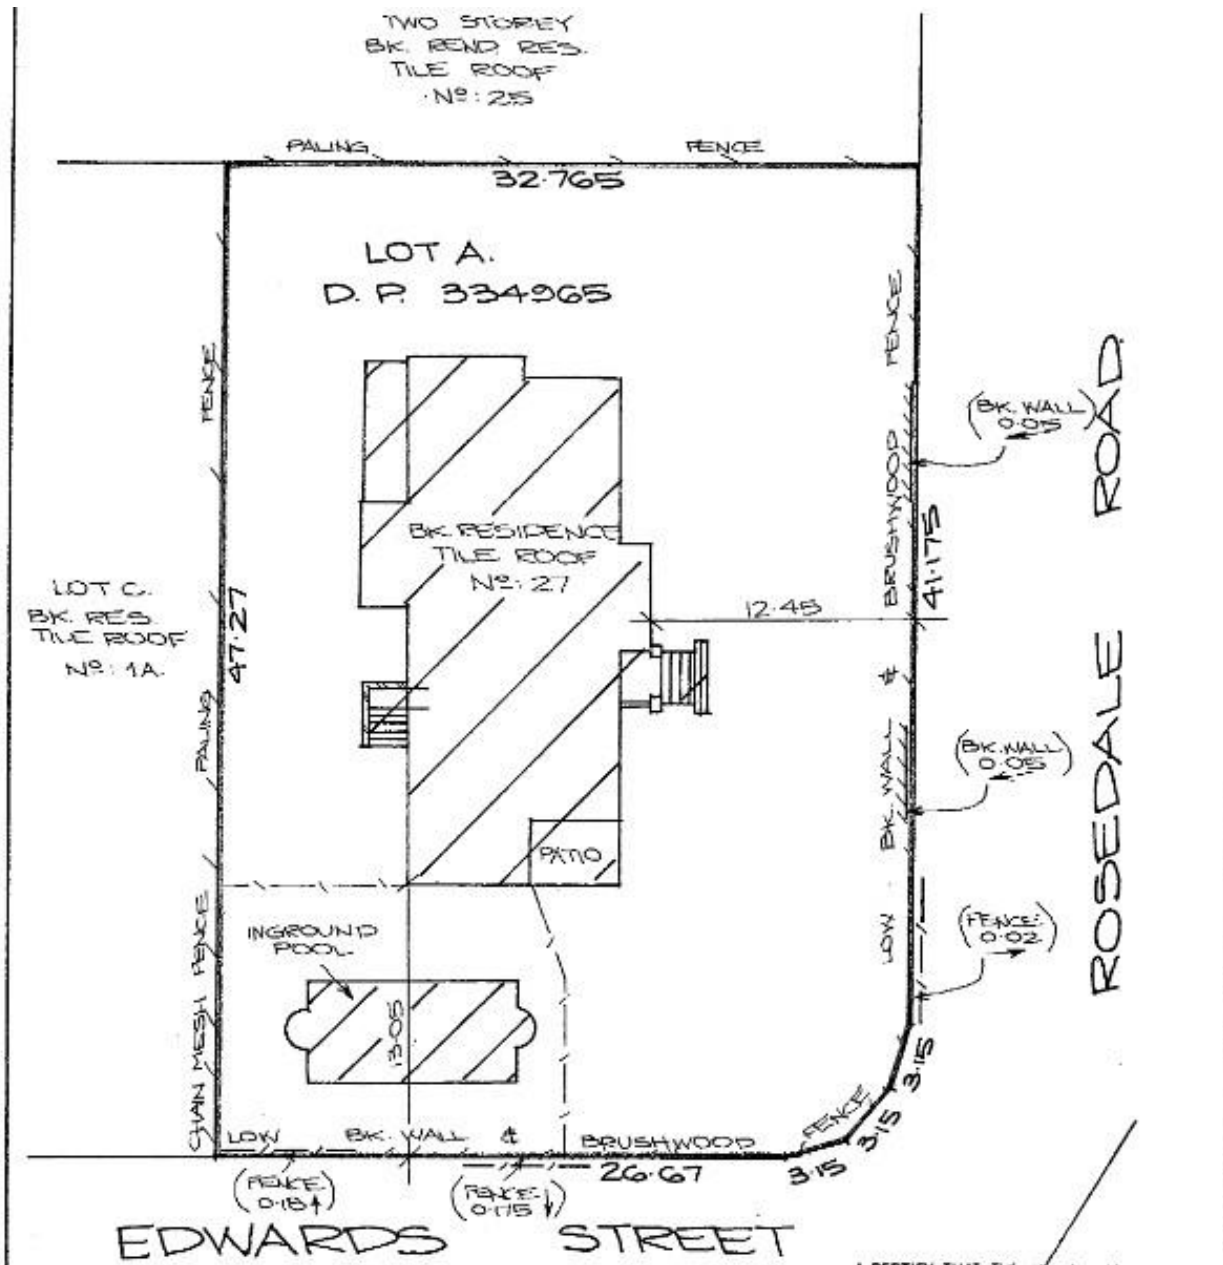 TWO STOREY
BK. REND. RES.
TILE ROOF
Nº: 25
PALING FENCE
32.765
LOT A.
D. P. 334965
FENCE
PALING
47.27
CHAIN MESH FENCE
LOT C.
BK. RES.
TILE ROOF
Nº: 1A.
BK. RESIDENCE
TILE ROOF
Nº: 27
12.45
PATIO
INGROUND
POOL
13.05
LOW BK. WALL & BRUSHWOOD FENCE
41.175
(BK. WALL
0.05)
(BK. WALL
0.05)
(FENCE
0.02)
ROSEDALE ROAD
LOW BK. WALL & BRUSHWOOD FENCE
(FENCE
0.18)
(FENCE
0.175)
26.67
3.15
3.15
3.15
EDWARDS STREET